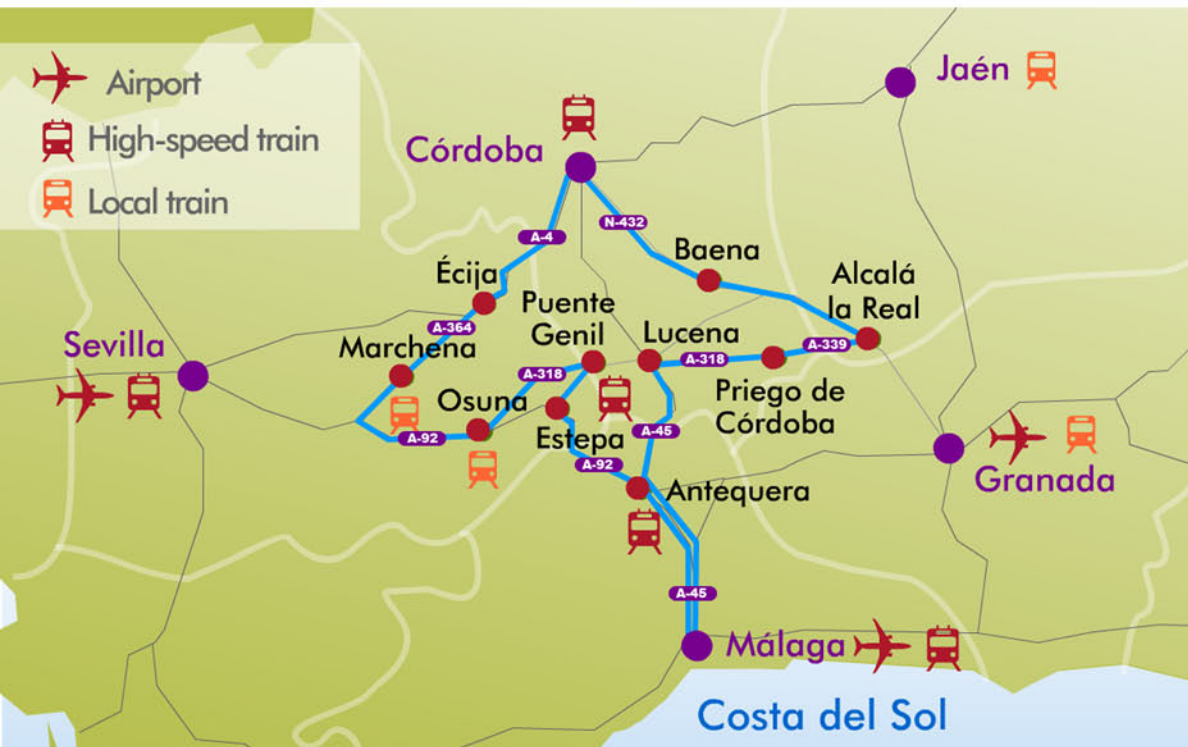 Airport
High-speed train
Local train
Jaén
Córdoba
N-432
A-4
Baena
Écija
Alcalá
la Real
Puente
Genil
A-364
Lucena
Sevilla
Marchena
A-318
A-339
A-318
Osuna
Priego de
Córdoba
A-92
Estepa
A-45
A-92
Granada
Antequera
A-45
Málaga
Costa del Sol